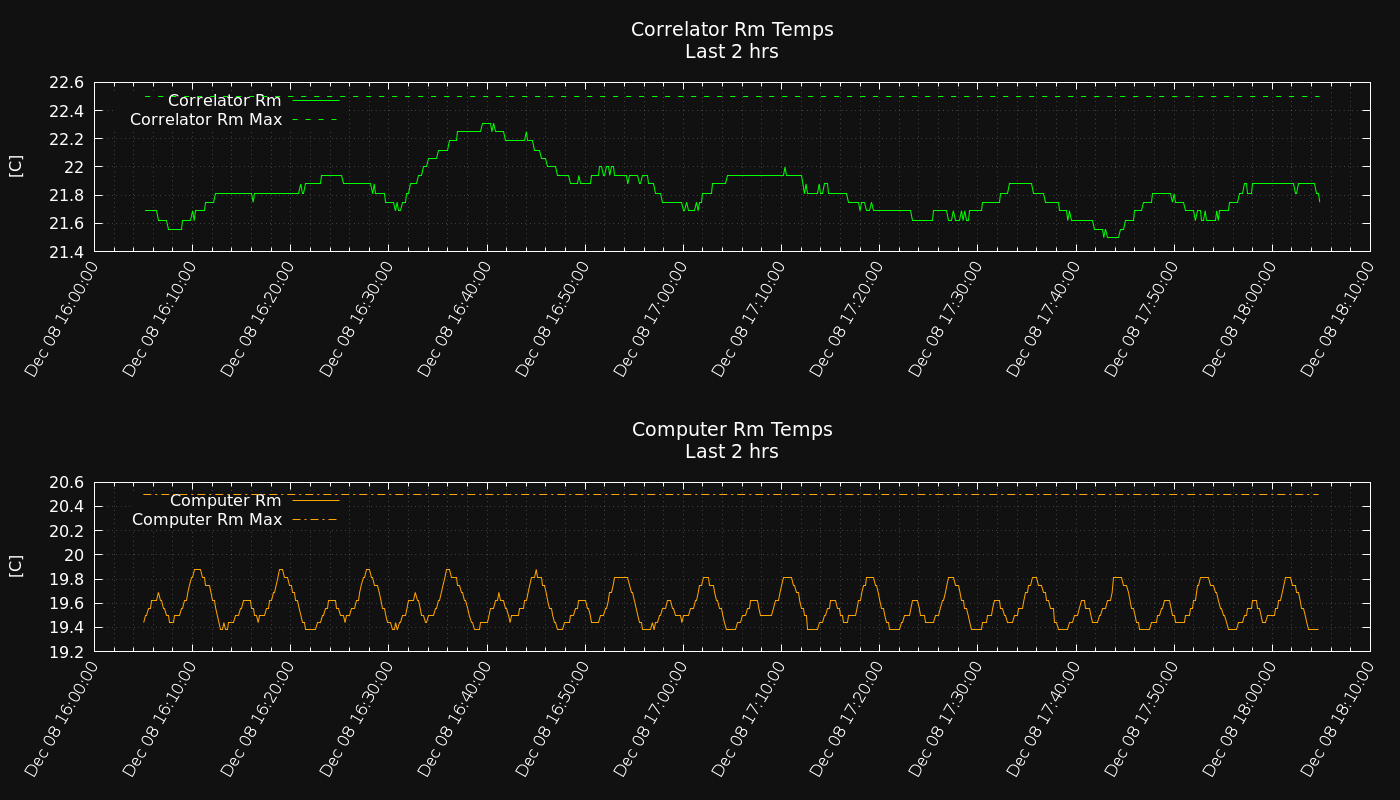 Correlator Rm Temps
Last 2 hrs
22.6
22.4
22.2
22
21.8
21.6
21.4
[C]
Correlator Rm
Correlator Rm Max
Dec 08 16:00:00
Dec 08 16:10:00
Dec 08 16:20:00
Dec 08 16:30:00
Dec 08 16:40:00
Dec 08 16:50:00
Dec 08 17:00:00
Dec 08 17:10:00
Dec 08 17:20:00
Dec 08 17:30:00
Dec 08 17:40:00
Dec 08 17:50:00
Dec 08 18:00:00
Dec 08 18:10:00
Computer Rm Temps
Last 2 hrs
20.6
20.4
20.2
20
19.8
19.6
19.4
19.2
[C]
Computer Rm
Computer Rm Max
Dec 08 16:00:00
Dec 08 16:10:00
Dec 08 16:20:00
Dec 08 16:30:00
Dec 08 16:40:00
Dec 08 16:50:00
Dec 08 17:00:00
Dec 08 17:10:00
Dec 08 17:20:00
Dec 08 17:30:00
Dec 08 17:40:00
Dec 08 17:50:00
Dec 08 18:00:00
Dec 08 18:10:00